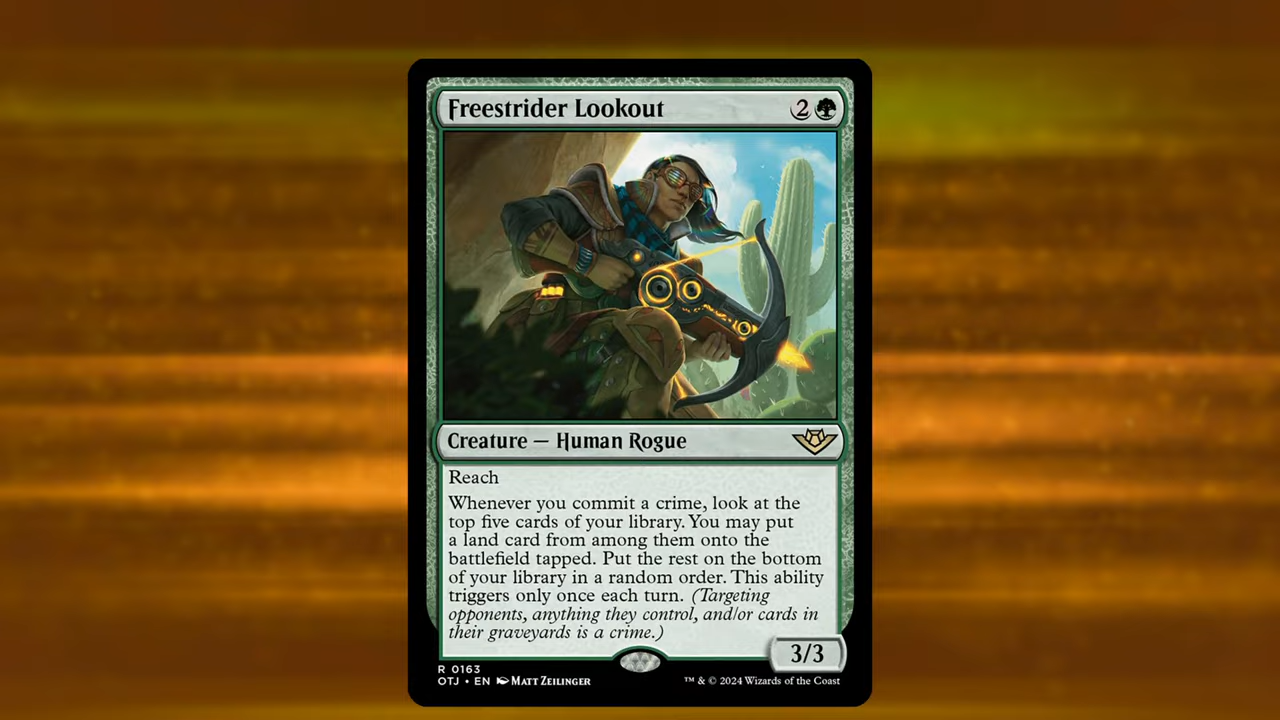 Freestrider Lookout 2
Creature — Human Rogue
Reach
Whenever you commit a crime, look at the
top five cards of your library. You may put
a land card from among them onto the
battlefield tapped. Put the rest on the bottom
of your library in a random order. This ability
triggers only once each turn. (Targeting
opponents, anything they control, and/or cards in
their graveyards is a crime.)
3/3
R 0163
OTJ • EN MATT ZEILINGER ™ & © 2024 Wizards of the Coast